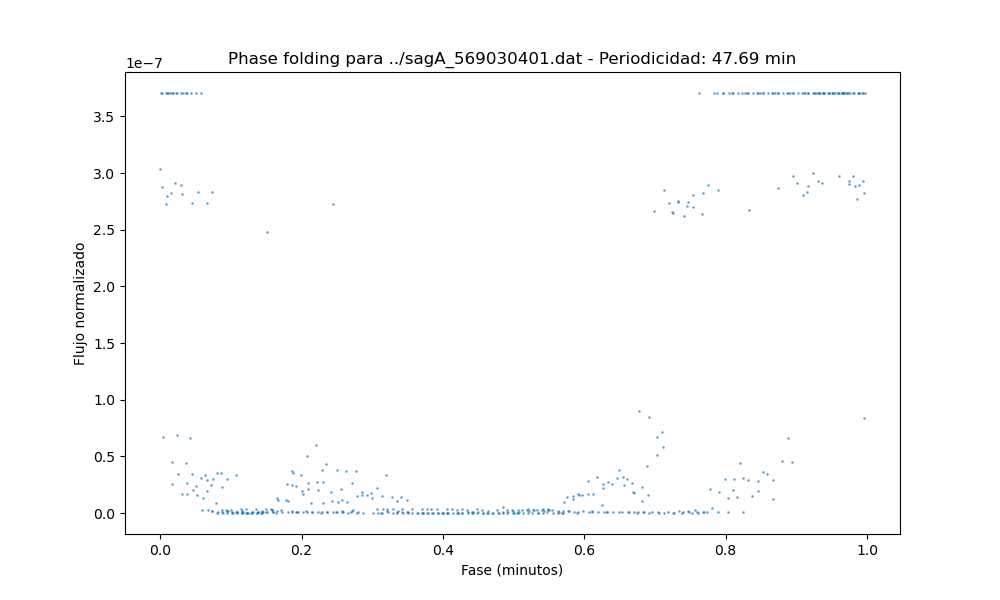 Phase folding para ../sagA_569030401.dat - Periodicidad: 47.69 min
1e−7
3.5
3.0
2.5
2.0
1.5
1.0
0.5
0.0
Flujo normalizado
0.0 0.2 0.4 0.6 0.8 1.0
Fase (minutos)